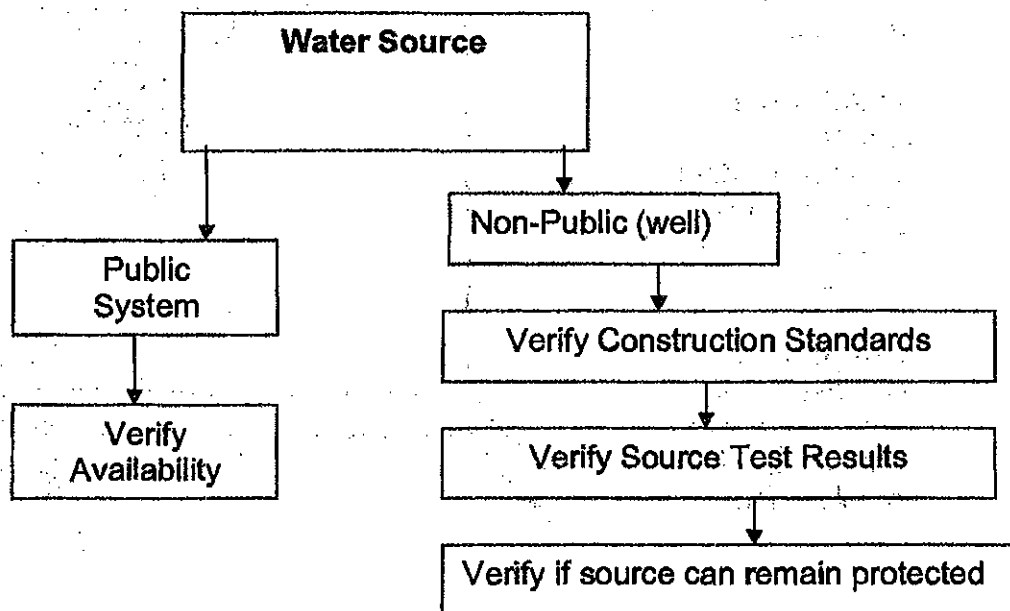 Water Source
Public
System
Verify
Availability
Non-Public (well)
Verify Construction Standards
Verify Source Test Results
Verify if source can remain protected